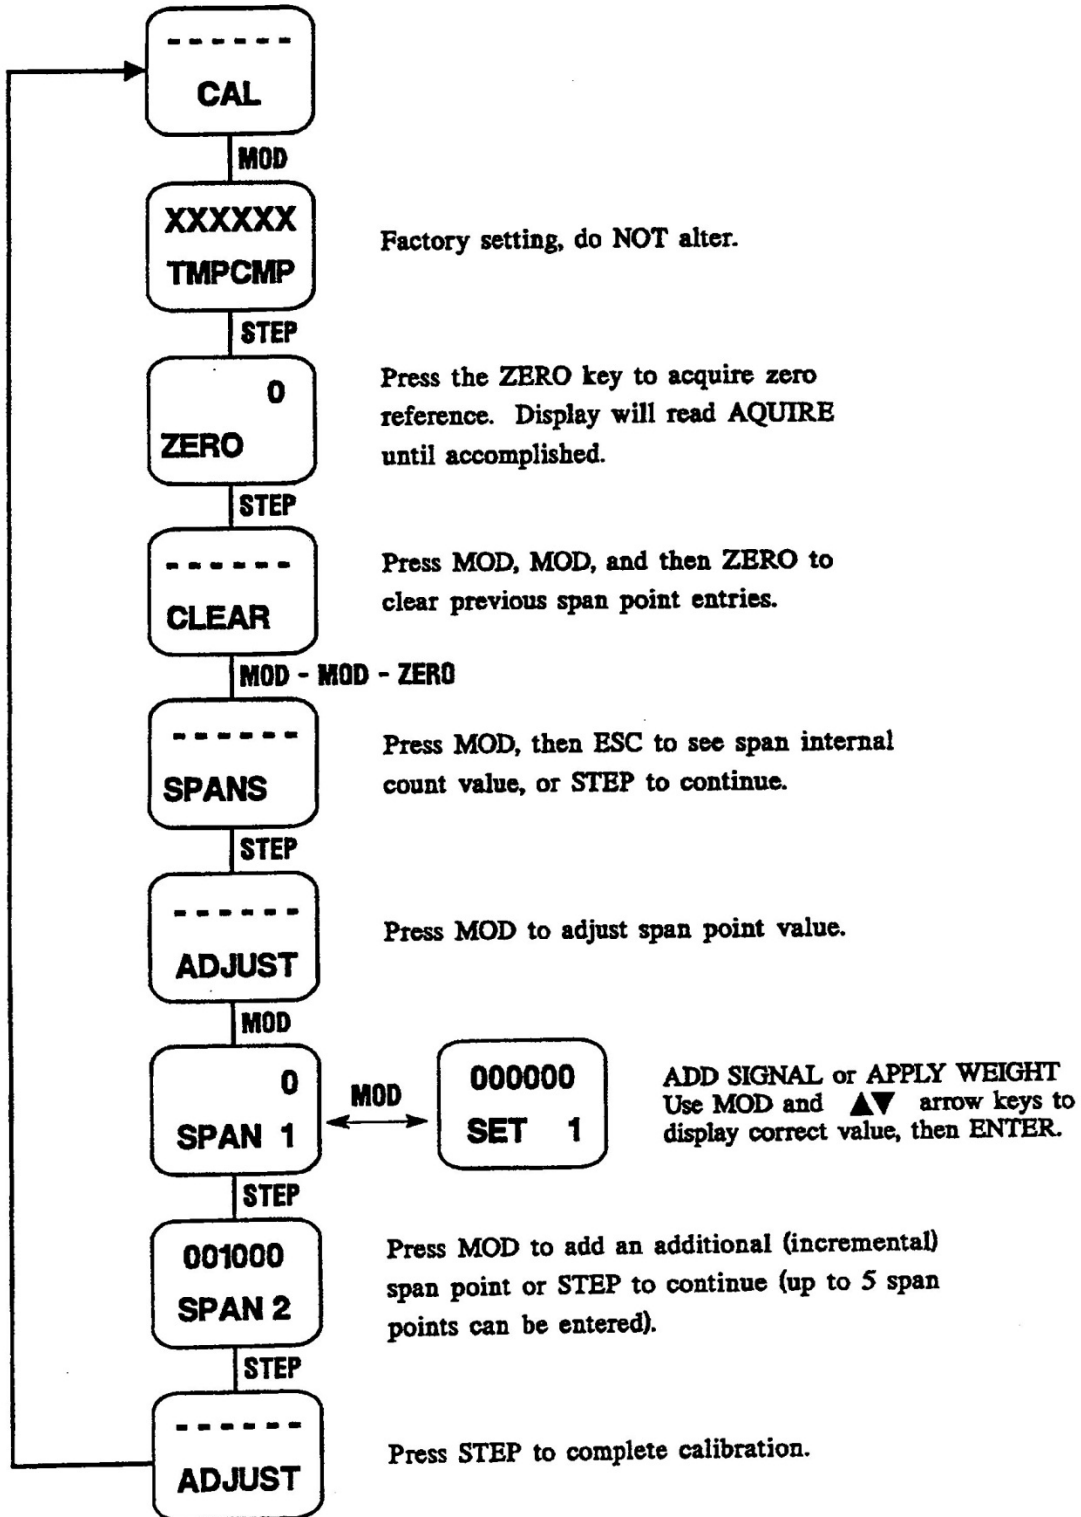 ------
CAL
MOD
XXXXXX
TMPCMP
Factory setting, do NOT alter.
STEP
0
ZERO
Press the ZERO key to acquire zero
reference. Display will read AQUIRE
until accomplished.
STEP
------
CLEAR
Press MOD, MOD, and then ZERO to
clear previous span point entries.
MOD - MOD - ZERO
------
SPANS
Press MOD, then ESC to see span internal
count value, or STEP to continue.
STEP
------
ADJUST
Press MOD to adjust span point value.
MOD
0
SPAN 1
MOD
000000
SET 1
ADD SIGNAL or APPLY WEIGHT
Use MOD and ▲▼ arrow keys to
display correct value, then ENTER.
STEP
001000
SPAN 2
Press MOD to add an additional (incremental)
span point or STEP to continue (up to 5 span
points can be entered).
STEP
------
ADJUST
Press STEP to complete calibration.